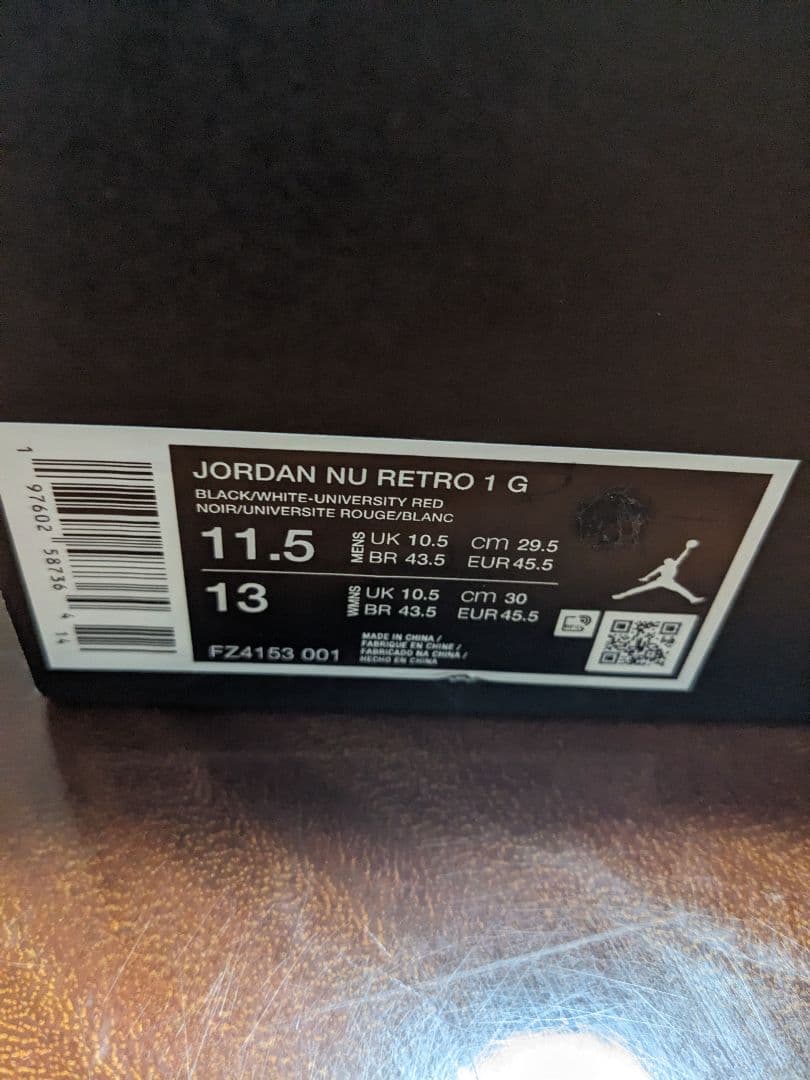 JORDAN NU RETRO 1 G
BLACK/WHITE-UNIVERSITY RED
NOIR/UNIVERSITE ROUGE/BLANC
11.5 MENS UK 10.5 cm 29.5
BR 43.5 EUR 45.5
13 WMNS UK 10.5 cm 30
BR 43.5 EUR 45.5
FZ4153 001
MADE IN CHINA /
FABRIQUE EN CHINE /
FABRICADO NA CHINA /
HECHO EN CHINA
1 97602 58736 4 14